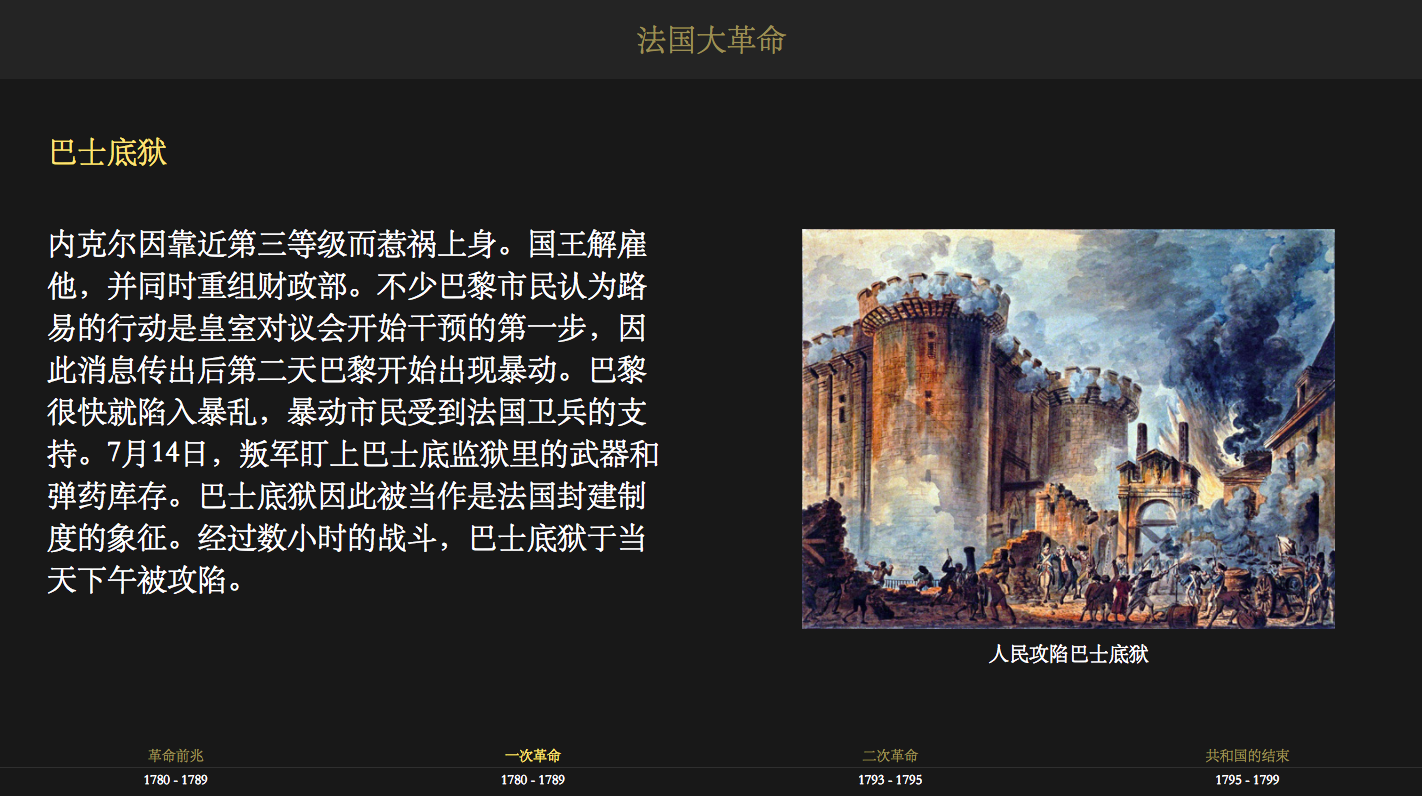 法国大革命
巴士底狱
内克尔因靠近第三等级而惹祸上身。国王解雇
他，并同时重组财政部。不少巴黎市民认为路
易的行动是皇室对议会开始干预的第一步，因
此消息传出后第二天巴黎开始出现暴动。巴黎
很快就陷入暴乱，暴动市民受到法国卫兵的支
持。7月14日，叛军盯上巴士底监狱里的武器和
弹药库存。巴士底狱因此被当作是法国封建制
度的象征。经过数小时的战斗，巴士底狱于当
天下午被攻陷。
人民攻陷巴士底狱
革命前兆
1780 - 1789
一次革命
1780 - 1789
二次革命
1793 - 1795
共和国的结束
1795 - 1799